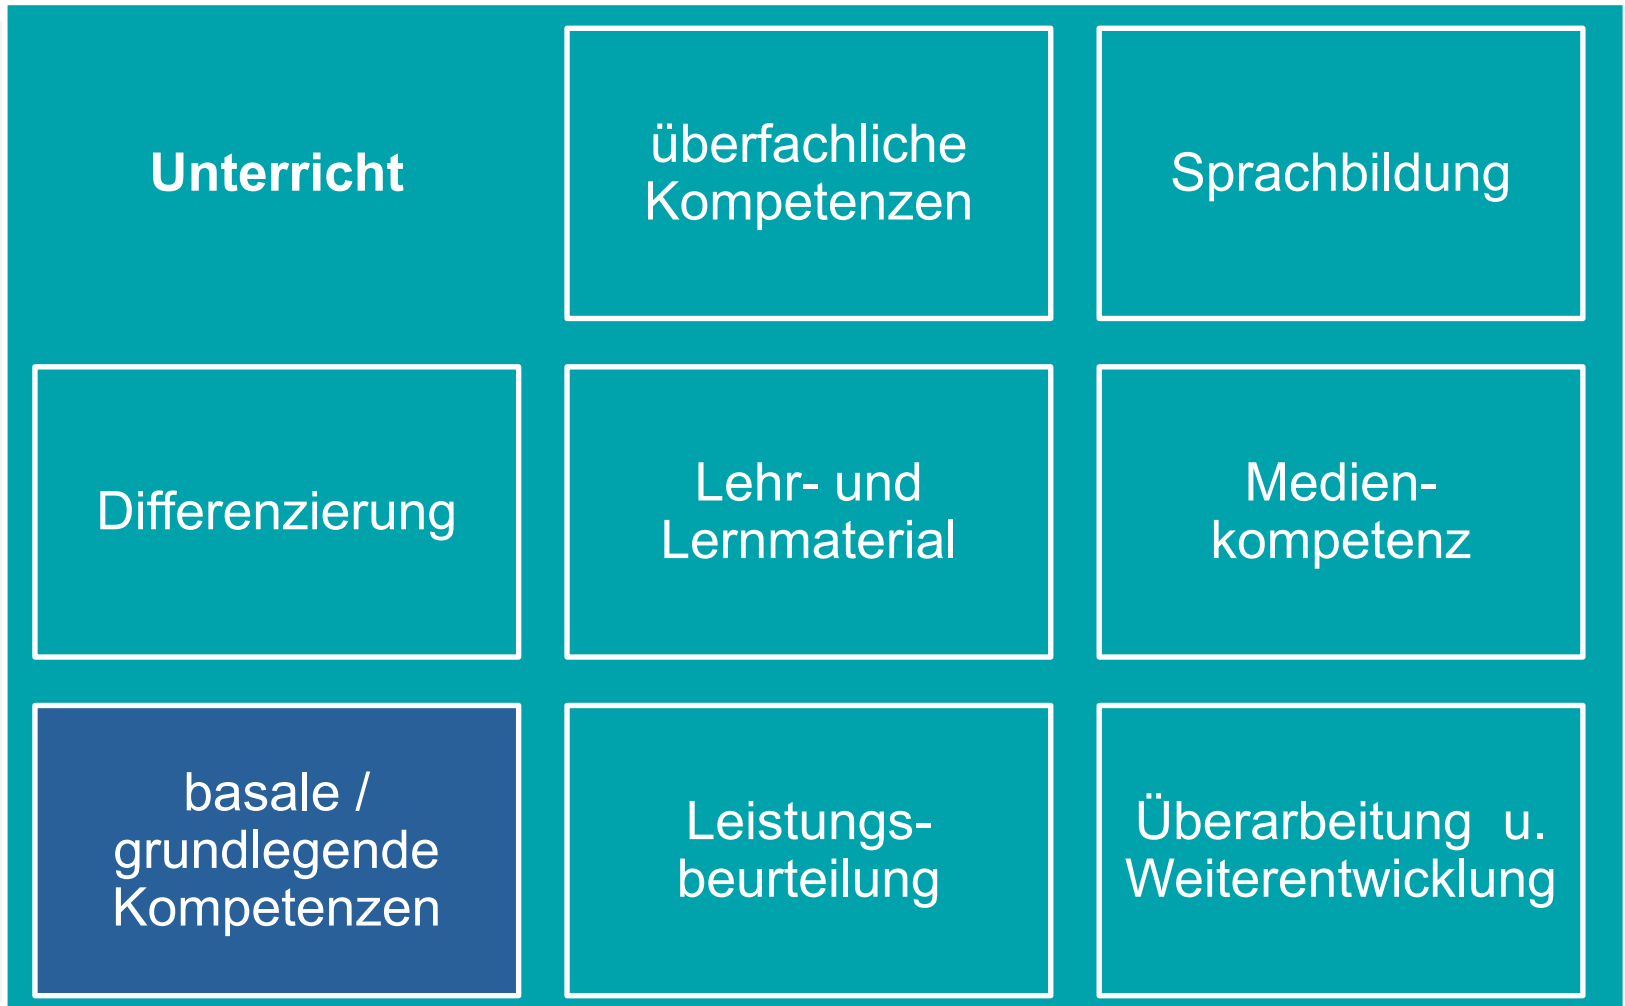 Unterricht
überfachliche
Kompetenzen
Sprachbildung
Differenzierung
Lehr- und
Lernmaterial
Medien-
kompetenz
basale /
grundlegende
Kompetenzen
Leistungs-
beurteilung
Überarbeitung u.
Weiterentwicklung